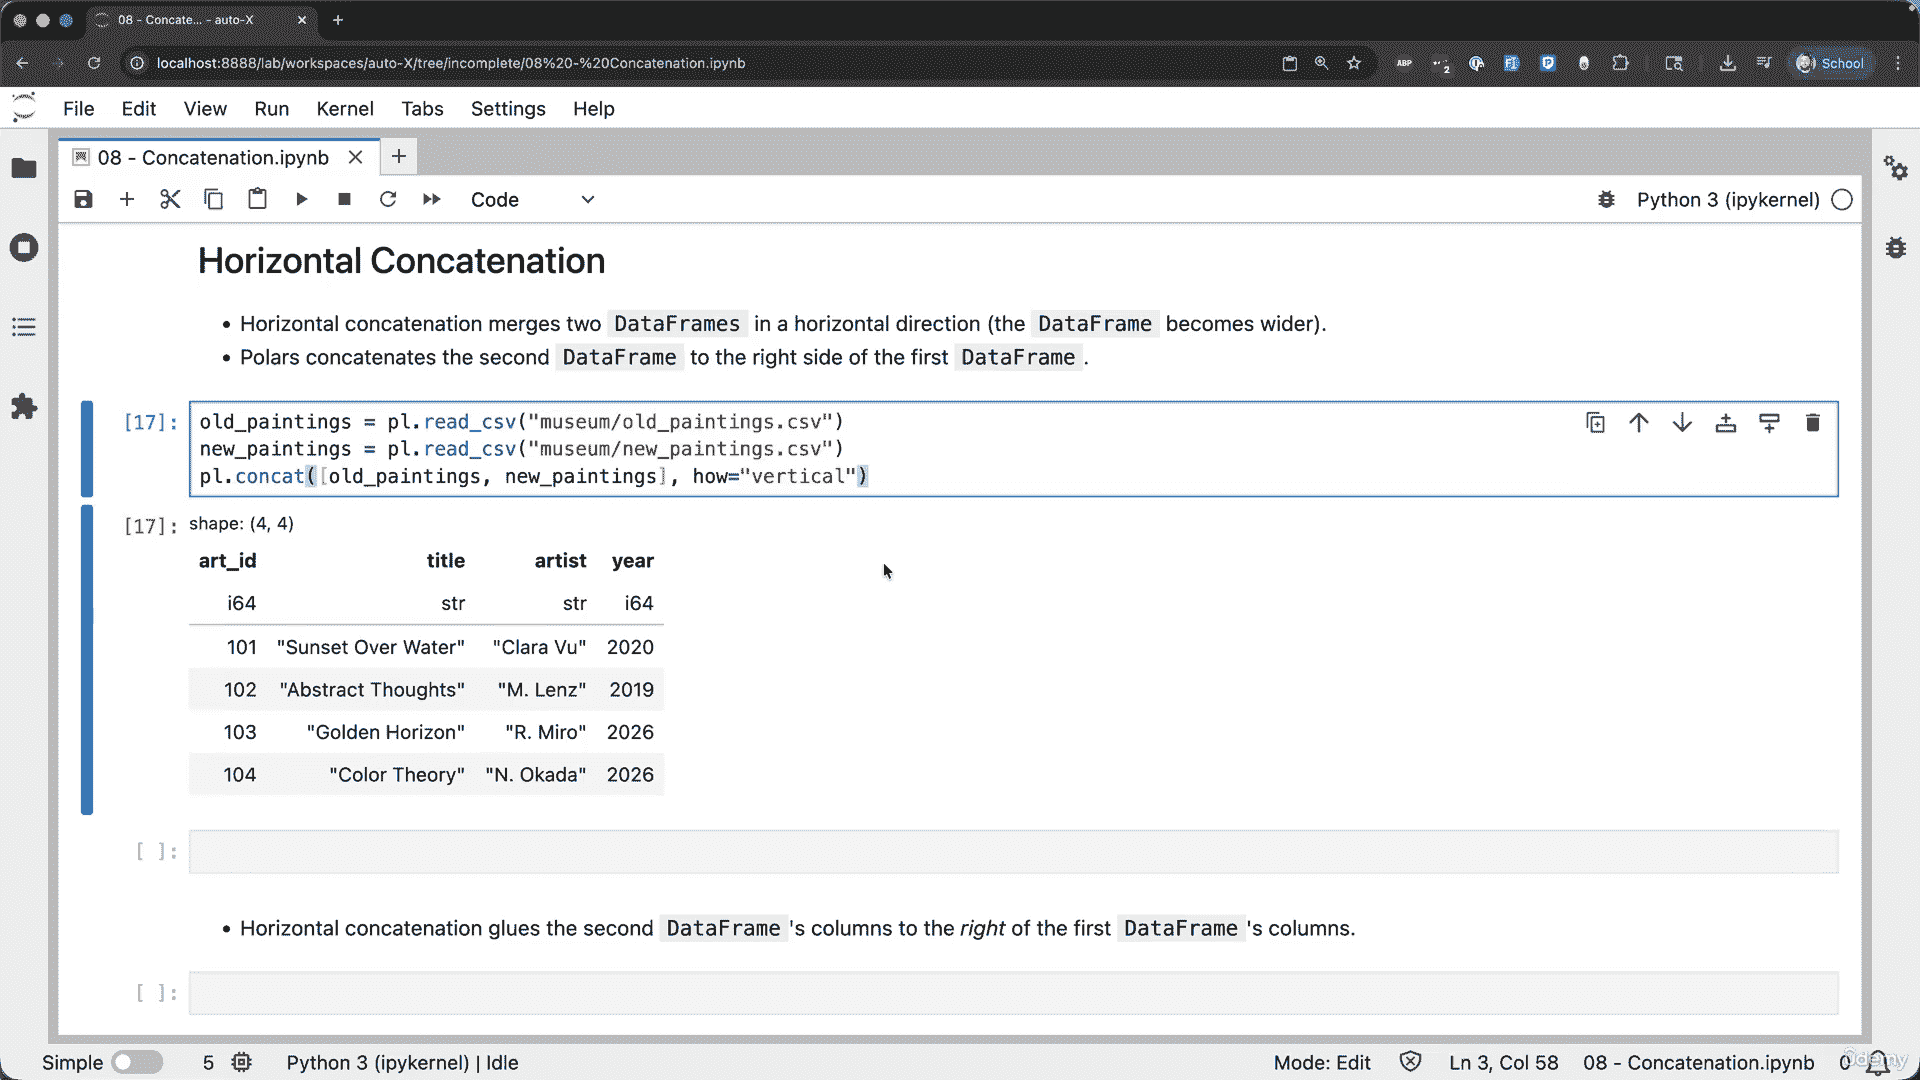 08 - Concate... - auto-X
localhost:8888/lab/workspaces/auto-X/tree/incomplete/08%20-%20Concatenation.ipynb
ABP
2
School
File Edit View Run Kernel Tabs Settings Help
08 - Concatenation.ipynb
Code
Python 3 (ipykernel)
Horizontal Concatenation
• Horizontal concatenation merges two DataFrames in a horizontal direction (the DataFrame becomes wider).
• Polars concatenates the second DataFrame to the right side of the first DataFrame.
[17]: old_paintings = pl.read_csv("museum/old_paintings.csv")
new_paintings = pl.read_csv("museum/new_paintings.csv")
pl.concat([old_paintings, new_paintings], how="vertical")
[17]: shape: (4, 4)
art_id title artist year
i64 str str i64
101 "Sunset Over Water" "Clara Vu" 2020
102 "Abstract Thoughts" "M. Lenz" 2019
103 "Golden Horizon" "R. Miro" 2026
104 "Color Theory" "N. Okada" 2026
[ ]:
• Horizontal concatenation glues the second DataFrame's columns to the right of the first DataFrame's columns.
[ ]:
Simple 5 Python 3 (ipykernel) | Idle Mode: Edit Ln 3, Col 58 08 - Concatenation.ipynb 0
Udemy